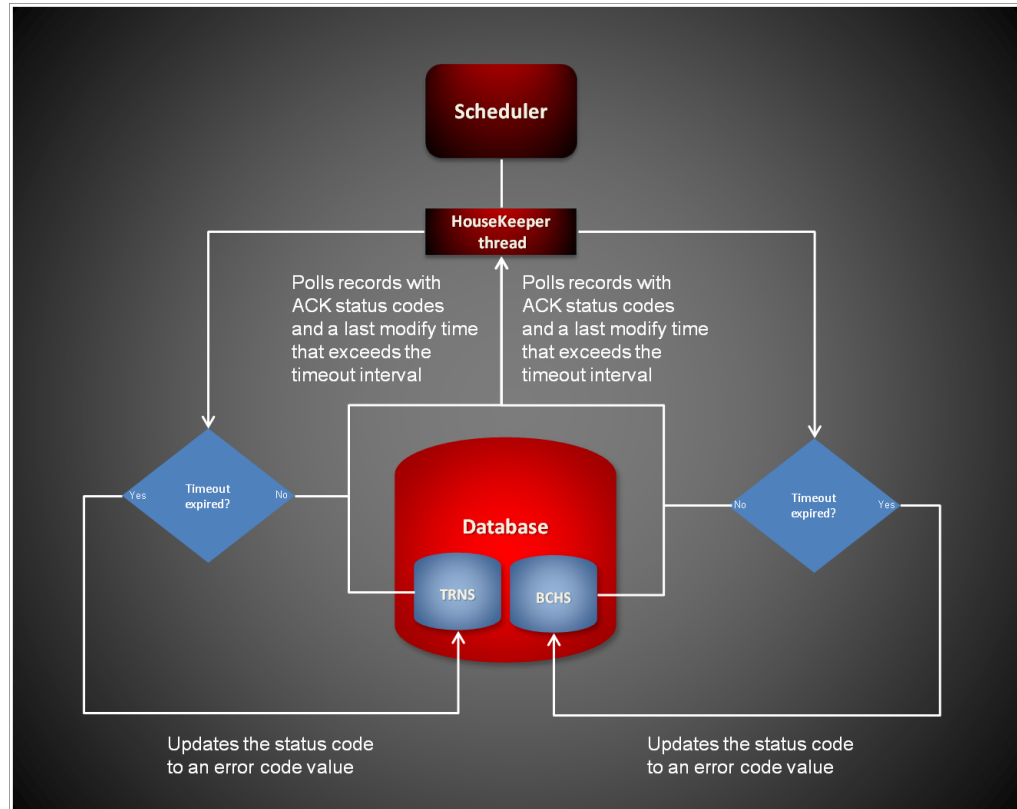 Scheduler
HouseKeeper
thread
Polls records with
ACK status codes
and a last modify time
that exceeds the
timeout interval
Polls records with
ACK status codes
and a last modify time
that exceeds the
timeout interval
Timeout
expired?
Yes
No
Timeout
expired?
No
Yes
Database
TRNS
BCHS
Updates the status code
to an error code value
Updates the status code
to an error code value